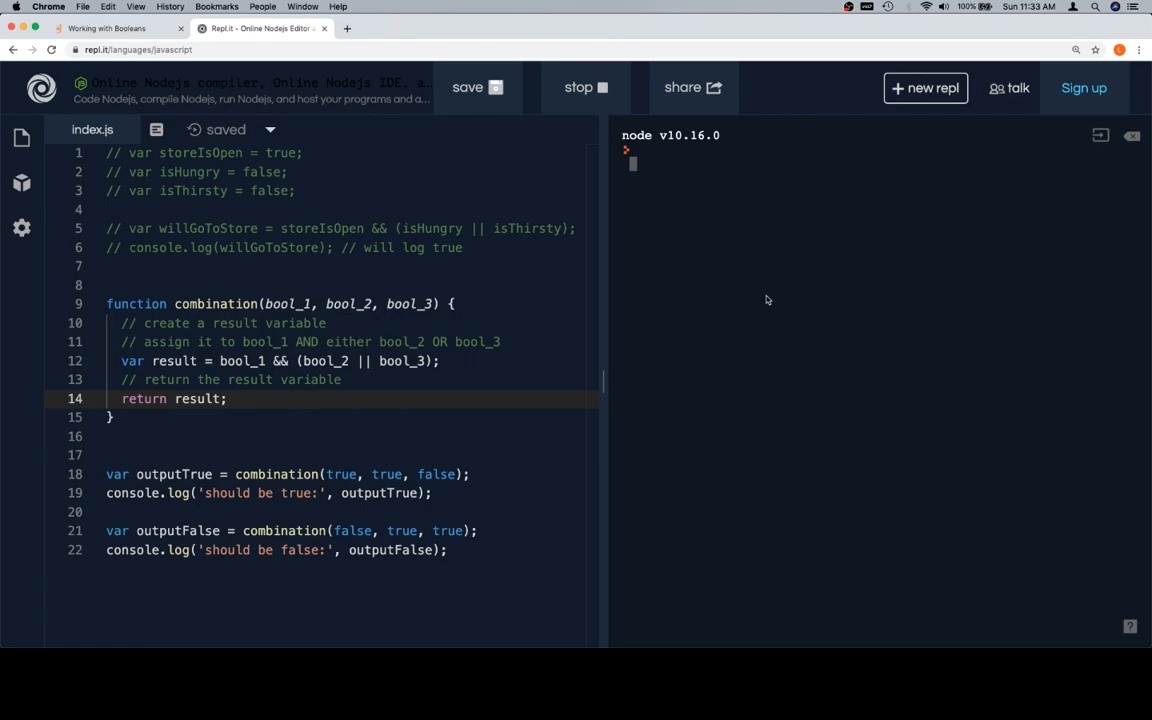 Chrome File Edit View History Bookmarks People Window Help 100% Sun 11:33 AM
Working with Booleans Repl.it - Online Nodejs Editor
repl.it/languages/javascript L
Online Nodejs compiler, Online Nodejs IDE, a...
Code Nodejs, compile Nodejs, run Nodejs, and host your programs and a...
save stop share + new repl talk Sign up
index.js saved
node v10.16.0
>
1 // var storeIsOpen = true;
2 // var isHungry = false;
3 // var isThirsty = false;
4
5 // var willGoToStore = storeIsOpen && (isHungry || isThirsty);
6 // console.log(willGoToStore); // will log true
7
8
9 function combination(bool_1, bool_2, bool_3) {
10 // create a result variable
11 // assign it to bool_1 AND either bool_2 OR bool_3
12 var result = bool_1 && (bool_2 || bool_3);
13 // return the result variable
14 return result;
15 }
16
17
18 var outputTrue = combination(true, true, false);
19 console.log('should be true:', outputTrue);
20
21 var outputFalse = combination(false, true, true);
22 console.log('should be false:', outputFalse);
?